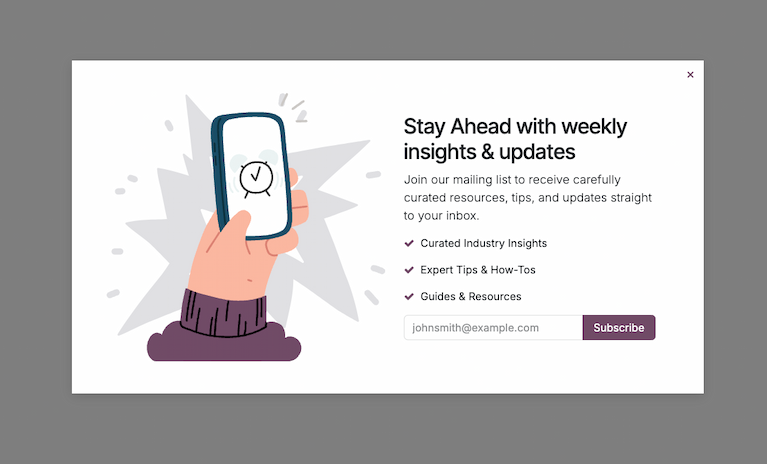 Stay Ahead with weekly
insights & updates
Join our mailing list to receive carefully
curated resources, tips, and updates straight
to your inbox.
Curated Industry Insights
Expert Tips & How-Tos
Guides & Resources
johnsmith@example.com
Subscribe